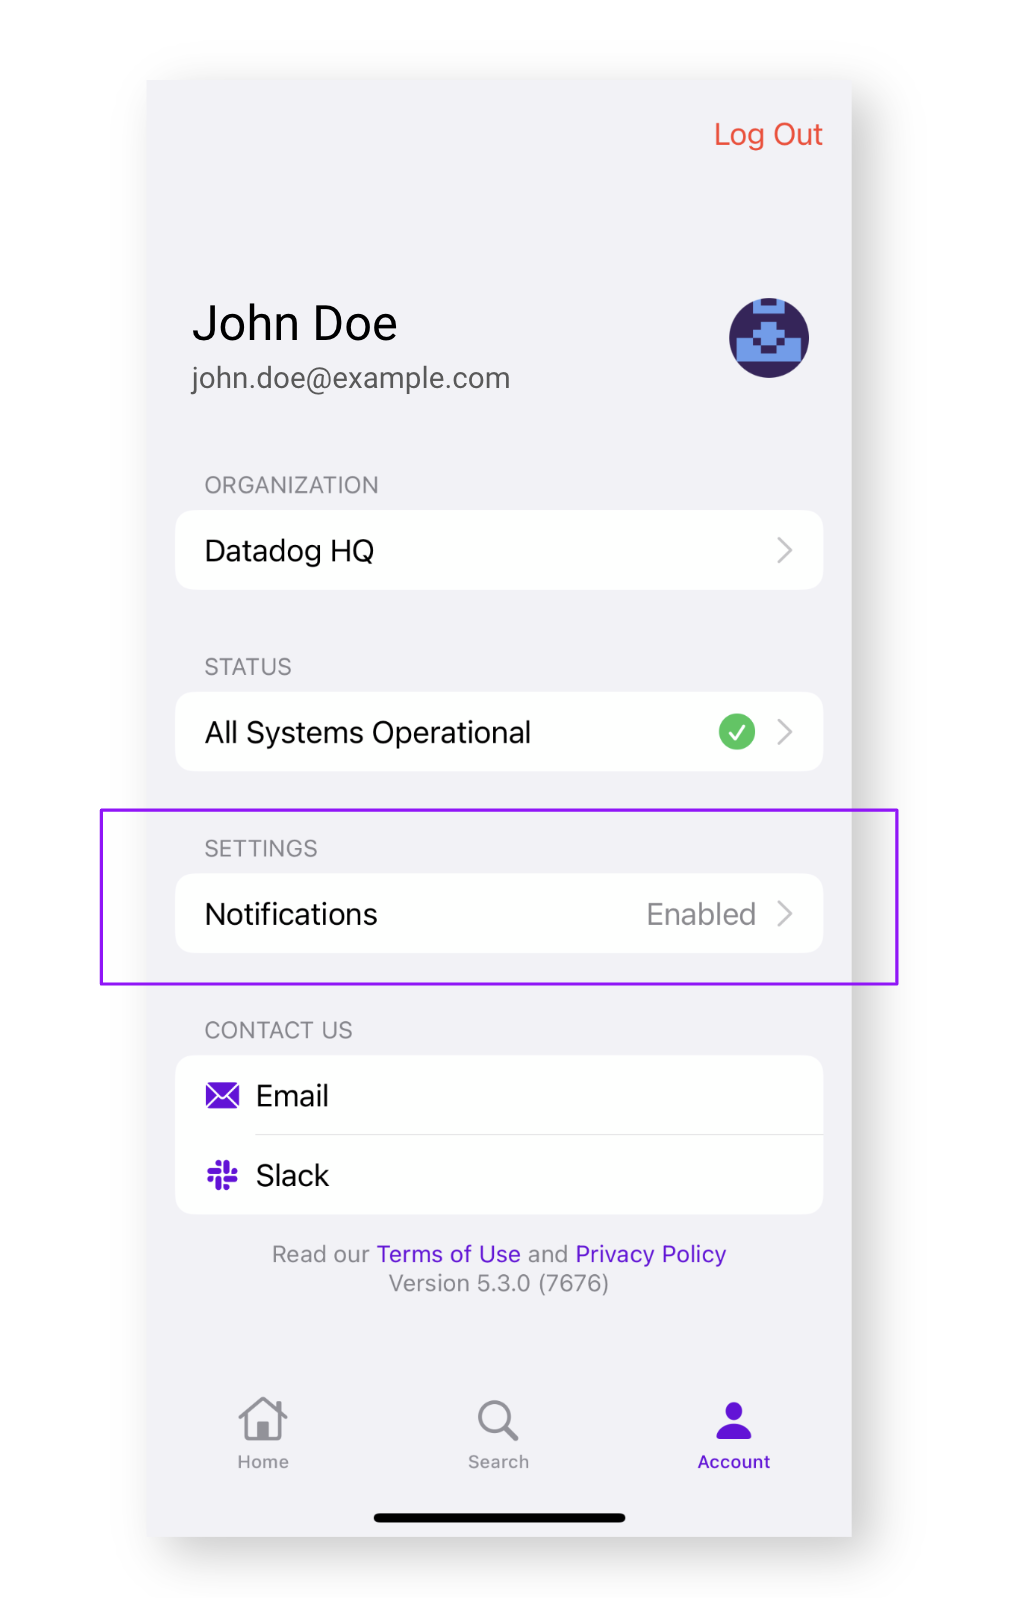 Log Out
John Doe
john.doe@example.com
ORGANIZATION
Datadog HQ
STATUS
All Systems Operational
SETTINGS
Notifications Enabled
CONTACT US
Email
Slack
Read our Terms of Use and Privacy Policy
Version 5.3.0 (7676)
Home Search Account